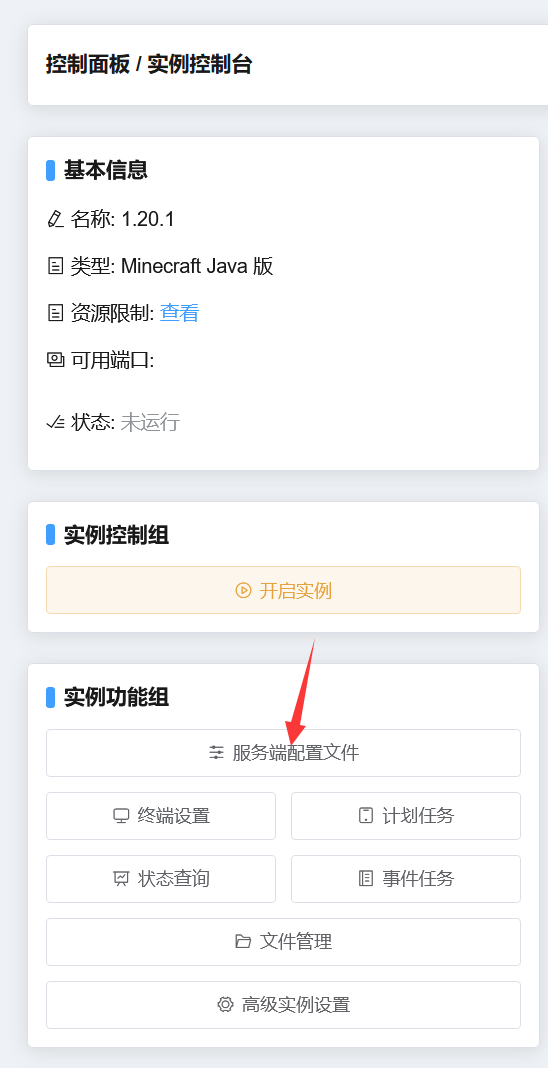 控制面板 / 实例控制台
基本信息
名称: 1.20.1
类型: Minecraft Java 版
资源限制: 查看
可用端口:
状态: 未运行
实例控制组
开启实例
实例功能组
服务端配置文件
终端设置 计划任务
状态查询 事件任务
文件管理
高级实例设置